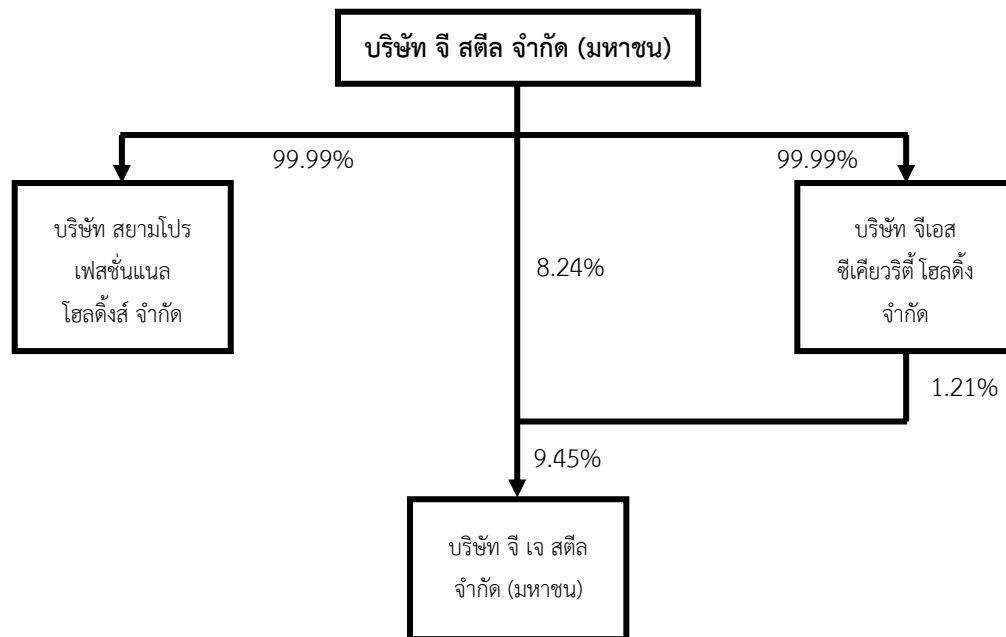 บริษัท จี สตีล จำกัด (มหาชน)
99.99%
99.99%
บริษัท สยามโปร
เฟสชั่นแนล
โฮลดิ้งส์ จำกัด
8.24%
บริษัท จีเอส
ซีเคียวริตี้ โฮลดิ้ง
จำกัด
1.21%
9.45%
บริษัท จี เจ สตีล
จำกัด (มหาชน)